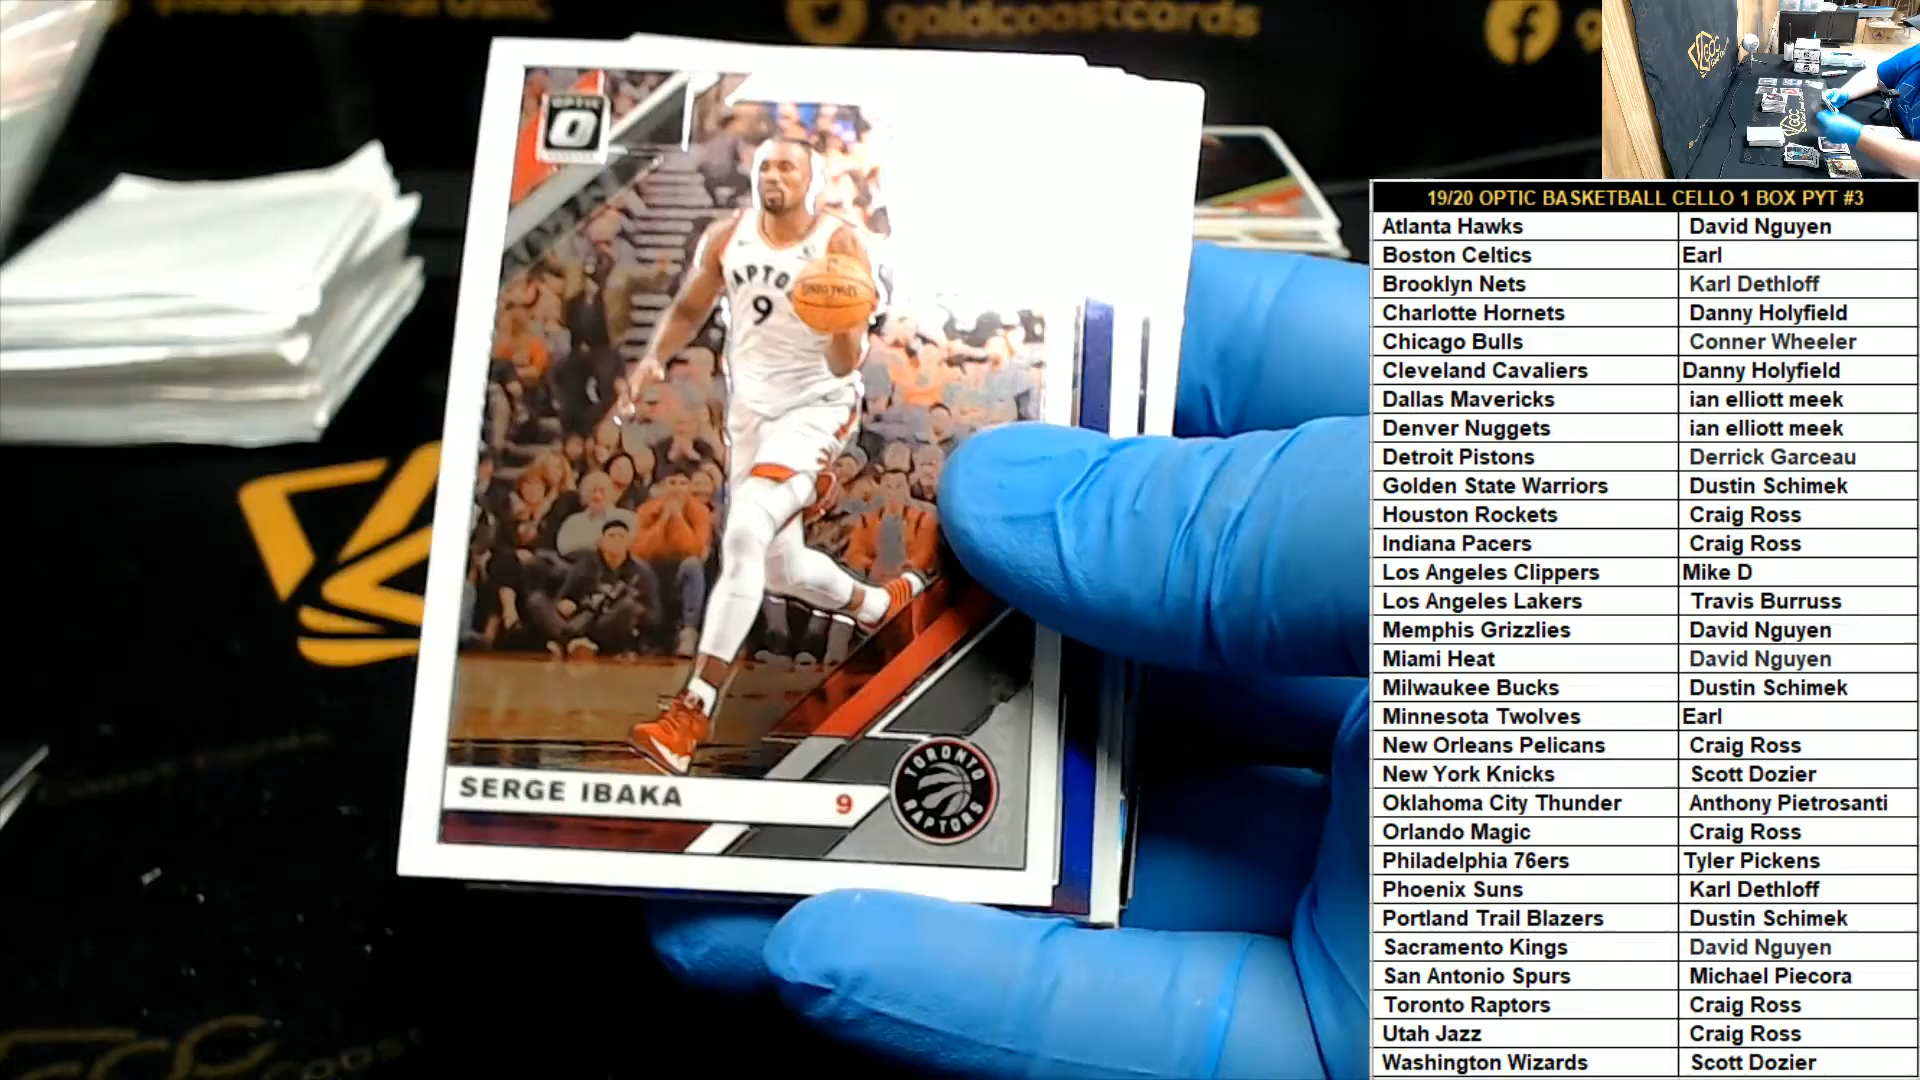 goldcoastcards
OPTIC
RAPTO
9
SERGE IBAKA
9
TORONTO
RAPTORS
19/20 OPTIC BASKETBALL CELLO 1 BOX PYT #3
Atlanta Hawks David Nguyen
Boston Celtics Earl
Brooklyn Nets Karl Dethloff
Charlotte Hornets Danny Holyfield
Chicago Bulls Conner Wheeler
Cleveland Cavaliers Danny Holyfield
Dallas Mavericks ian elliott meek
Denver Nuggets ian elliott meek
Detroit Pistons Derrick Garceau
Golden State Warriors Dustin Schimek
Houston Rockets Craig Ross
Indiana Pacers Craig Ross
Los Angeles Clippers Mike D
Los Angeles Lakers Travis Burruss
Memphis Grizzlies David Nguyen
Miami Heat David Nguyen
Milwaukee Bucks Dustin Schimek
Minnesota Twolves Earl
New Orleans Pelicans Craig Ross
New York Knicks Scott Dozier
Oklahoma City Thunder Anthony Pietrosanti
Orlando Magic Craig Ross
Philadelphia 76ers Tyler Pickens
Phoenix Suns Karl Dethloff
Portland Trail Blazers Dustin Schimek
Sacramento Kings David Nguyen
San Antonio Spurs Michael Piecora
Toronto Raptors Craig Ross
Utah Jazz Craig Ross
Washington Wizards Scott Dozier